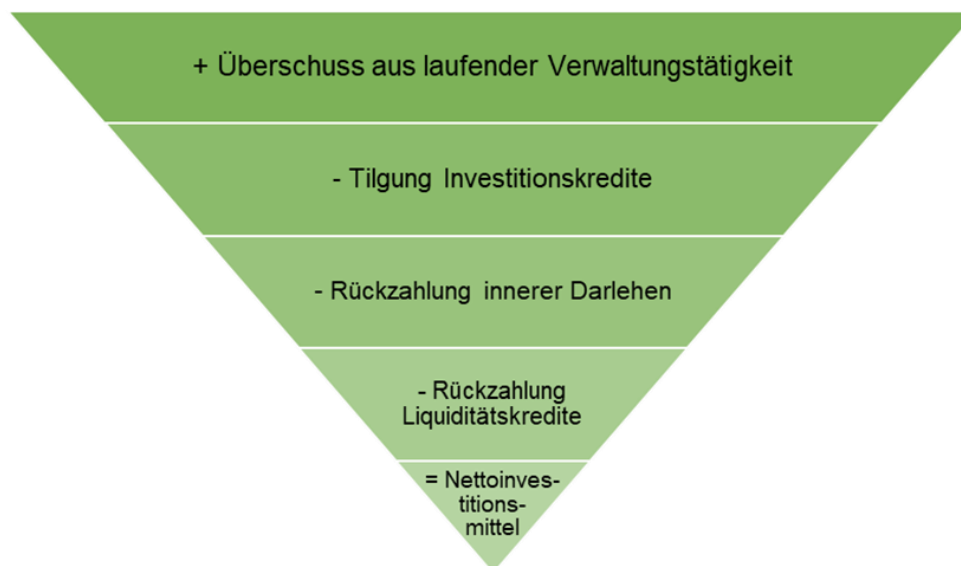 + Überschuss aus laufender Verwaltungstätigkeit
- Tilgung Investitionskredite
- Rückzahlung innerer Darlehen
- Rückzahlung
Liquiditätskredite
= Nettoinves-
titions-
mittel